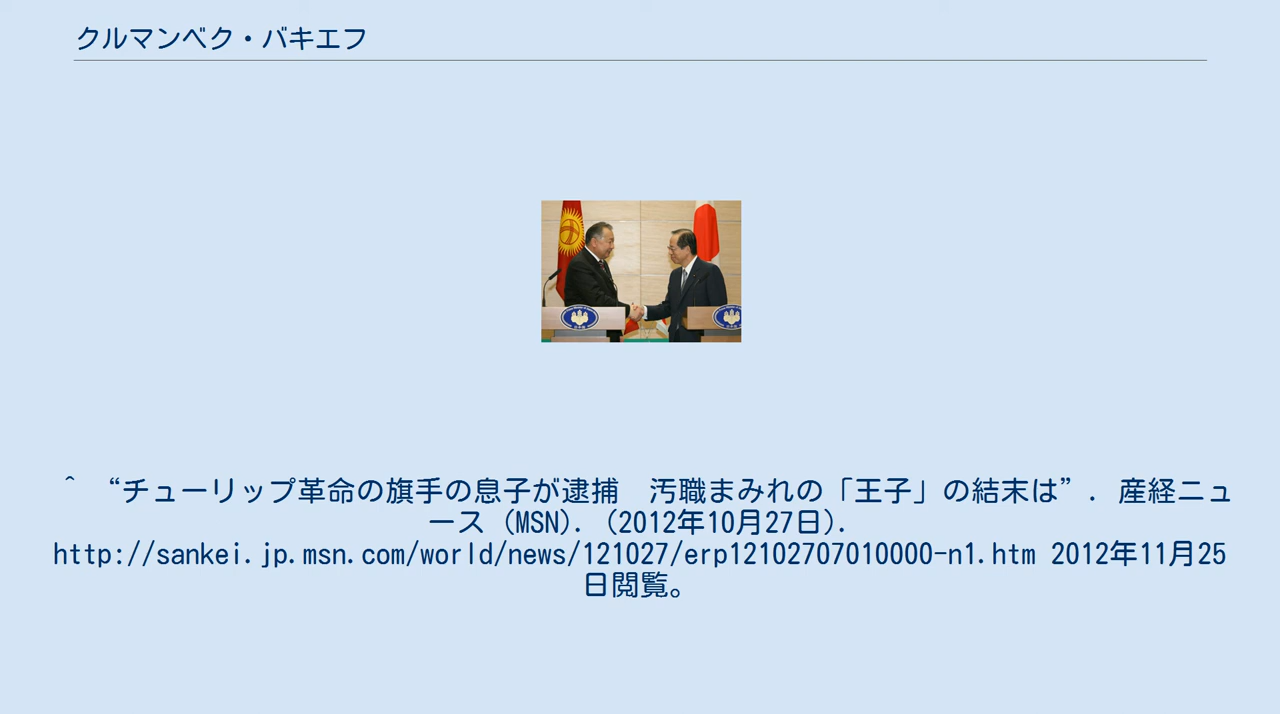 クルマンベク・バキエフ
^ “チューリップ革命の旗手の息子が逮捕　汚職まみれの「王子」の結末は”. 産経ニュ
ース (MSN). (2012年10月27日).
http://sankei.jp.msn.com/world/news/121027/erp12102707010000-n1.htm 2012年11月25
日閲覧。